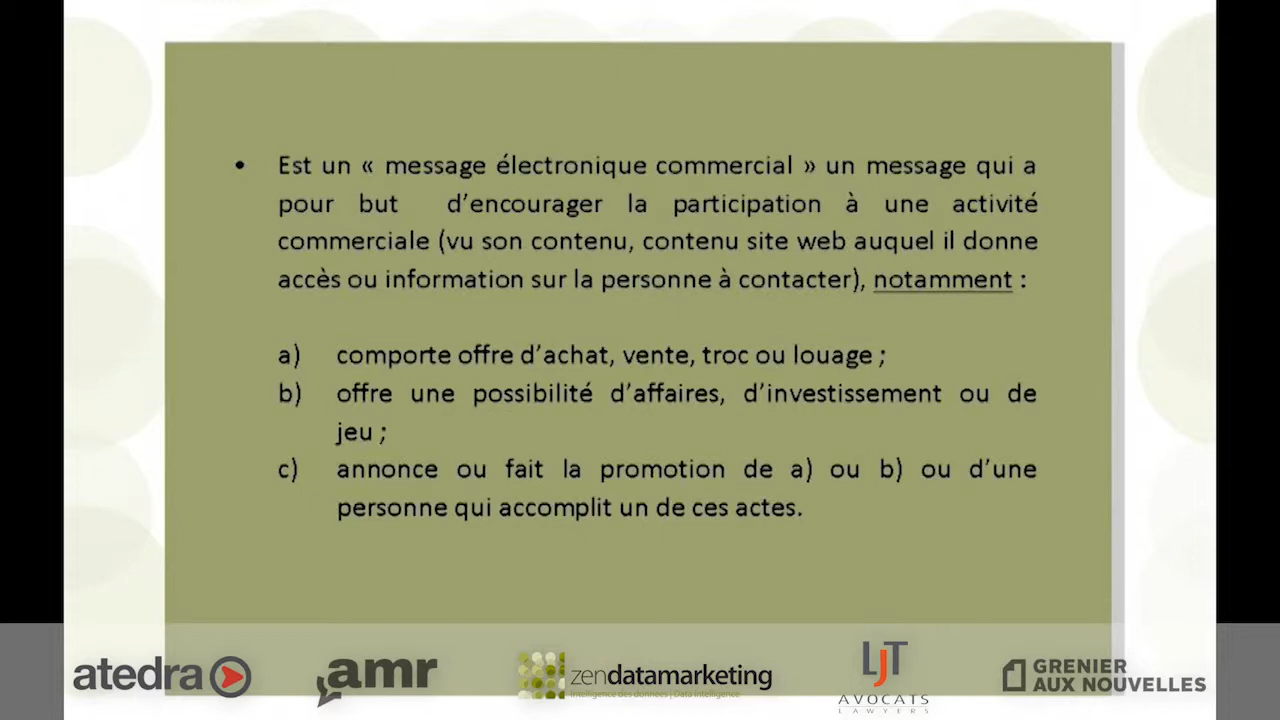 • Est un « message électronique commercial » un message qui a
pour but d’encourager la participation à une activité
commerciale (vu son contenu, contenu site web auquel il donne
accès ou information sur la personne à contacter), notamment :
a) comporte offre d’achat, vente, troc ou louage ;
b) offre une possibilité d’affaires, d’investissement ou de
jeu ;
c) annonce ou fait la promotion de a) ou b) ou d’une
personne qui accomplit un de ces actes.
atedra
amr
zendatamarketing
Intelligence des données | Data Intelligence
LJT
AVOCATS
LAWYERS
GRENIER
AUX NOUVELLES